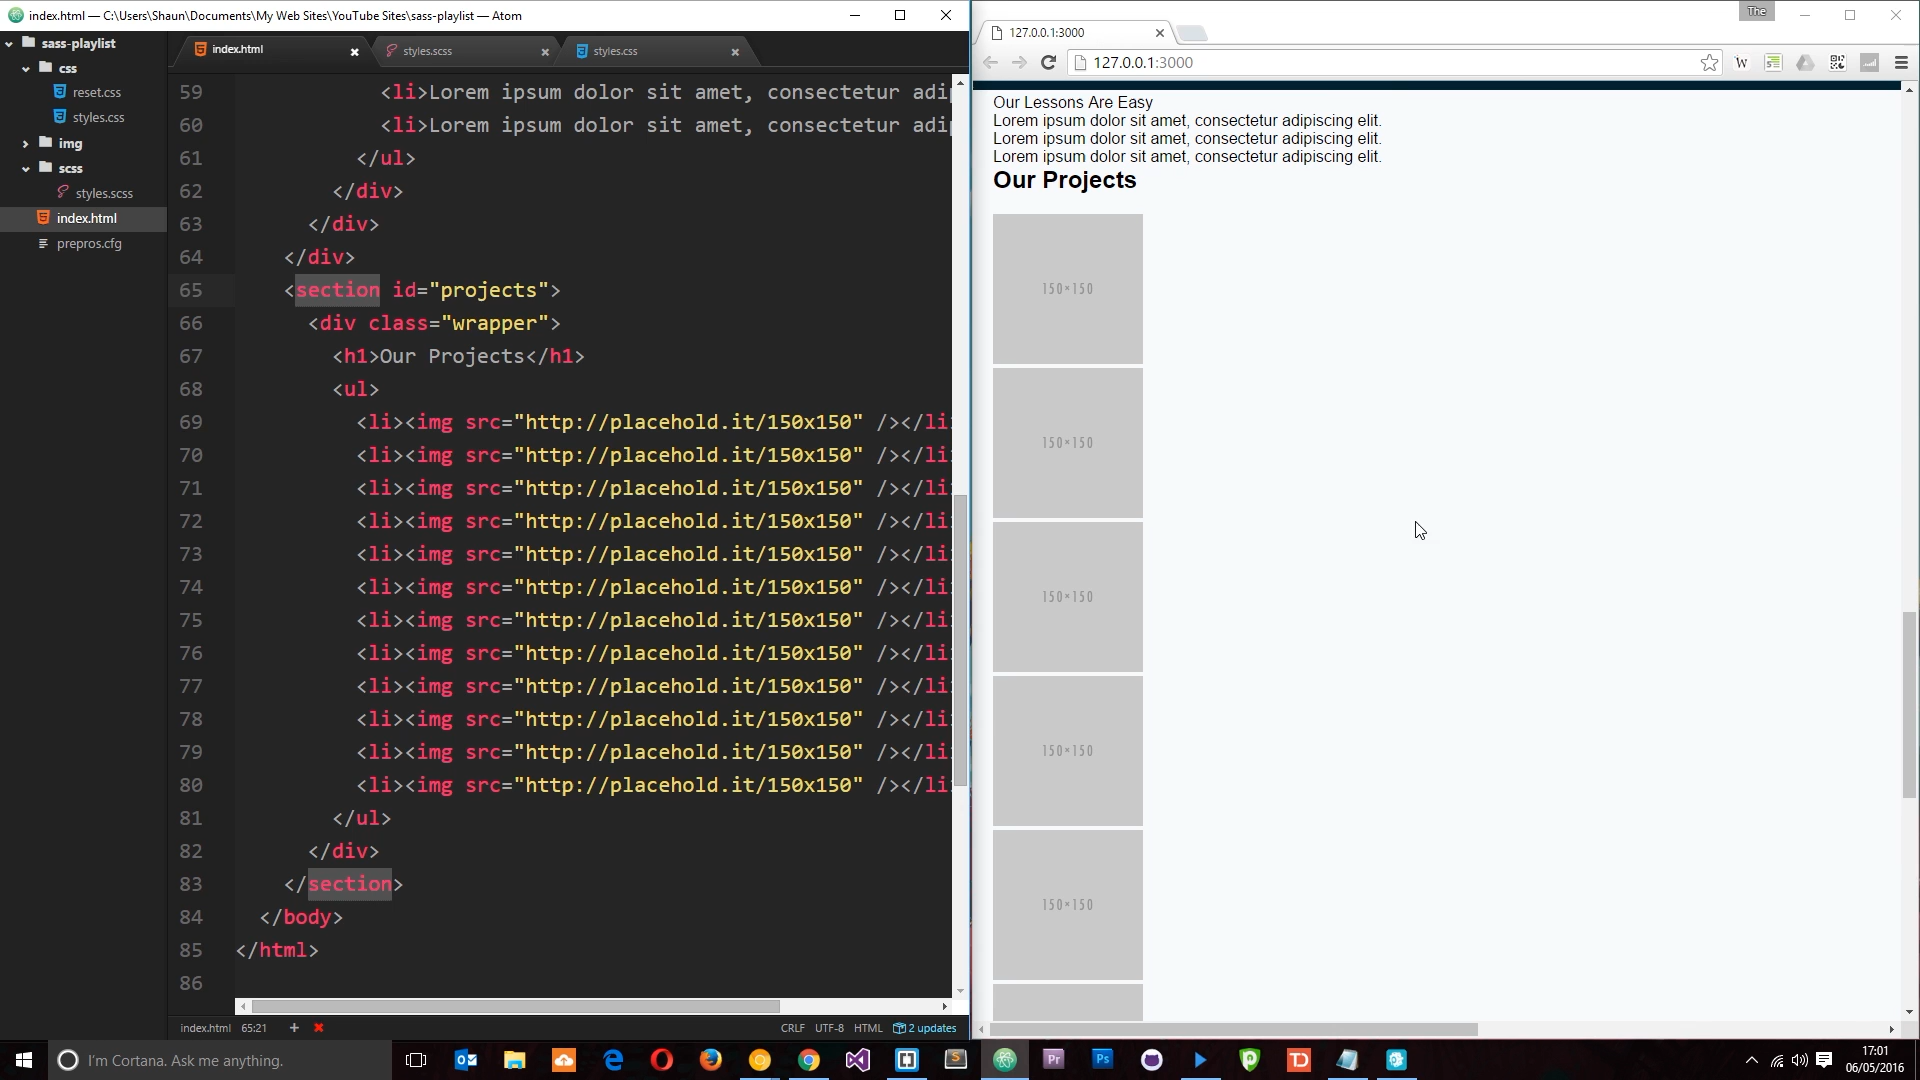 index.html — C:\Users\Shaun\Documents\My Web Sites\YouTube Sites\sass-playlist — Atom
sass-playlist
css
reset.css
styles.css
img
scss
styles.scss
index.html
prepros.cfg
index.html
styles.scss
styles.css
59 <li>Lorem ipsum dolor sit amet, consectetur adip
60 <li>Lorem ipsum dolor sit amet, consectetur adip
61 </ul>
62 </div>
63 </div>
64 </div>
65 <section id="projects">
66 <div class="wrapper">
67 <h1>Our Projects</h1>
68 <ul>
69 <li><img src="http://placehold.it/150x150" /></li
70 <li><img src="http://placehold.it/150x150" /></li
71 <li><img src="http://placehold.it/150x150" /></li
72 <li><img src="http://placehold.it/150x150" /></li
73 <li><img src="http://placehold.it/150x150" /></li
74 <li><img src="http://placehold.it/150x150" /></li
75 <li><img src="http://placehold.it/150x150" /></li
76 <li><img src="http://placehold.it/150x150" /></li
77 <li><img src="http://placehold.it/150x150" /></li
78 <li><img src="http://placehold.it/150x150" /></li
79 <li><img src="http://placehold.it/150x150" /></li
80 <li><img src="http://placehold.it/150x150" /></li
81 </ul>
82 </div>
83 </section>
84 </body>
85 </html>
86
index.html 65:21 +
CRLF UTF-8 HTML 2 updates
The
127.0.0.1:3000
127.0.0.1:3000
W
Our Lessons Are Easy
Lorem ipsum dolor sit amet, consectetur adipiscing elit.
Lorem ipsum dolor sit amet, consectetur adipiscing elit.
Lorem ipsum dolor sit amet, consectetur adipiscing elit.
Our Projects
150×150
150×150
150×150
150×150
150×150
I'm Cortana. Ask me anything.
Pr
Ps
TD
17:01
06/05/2016